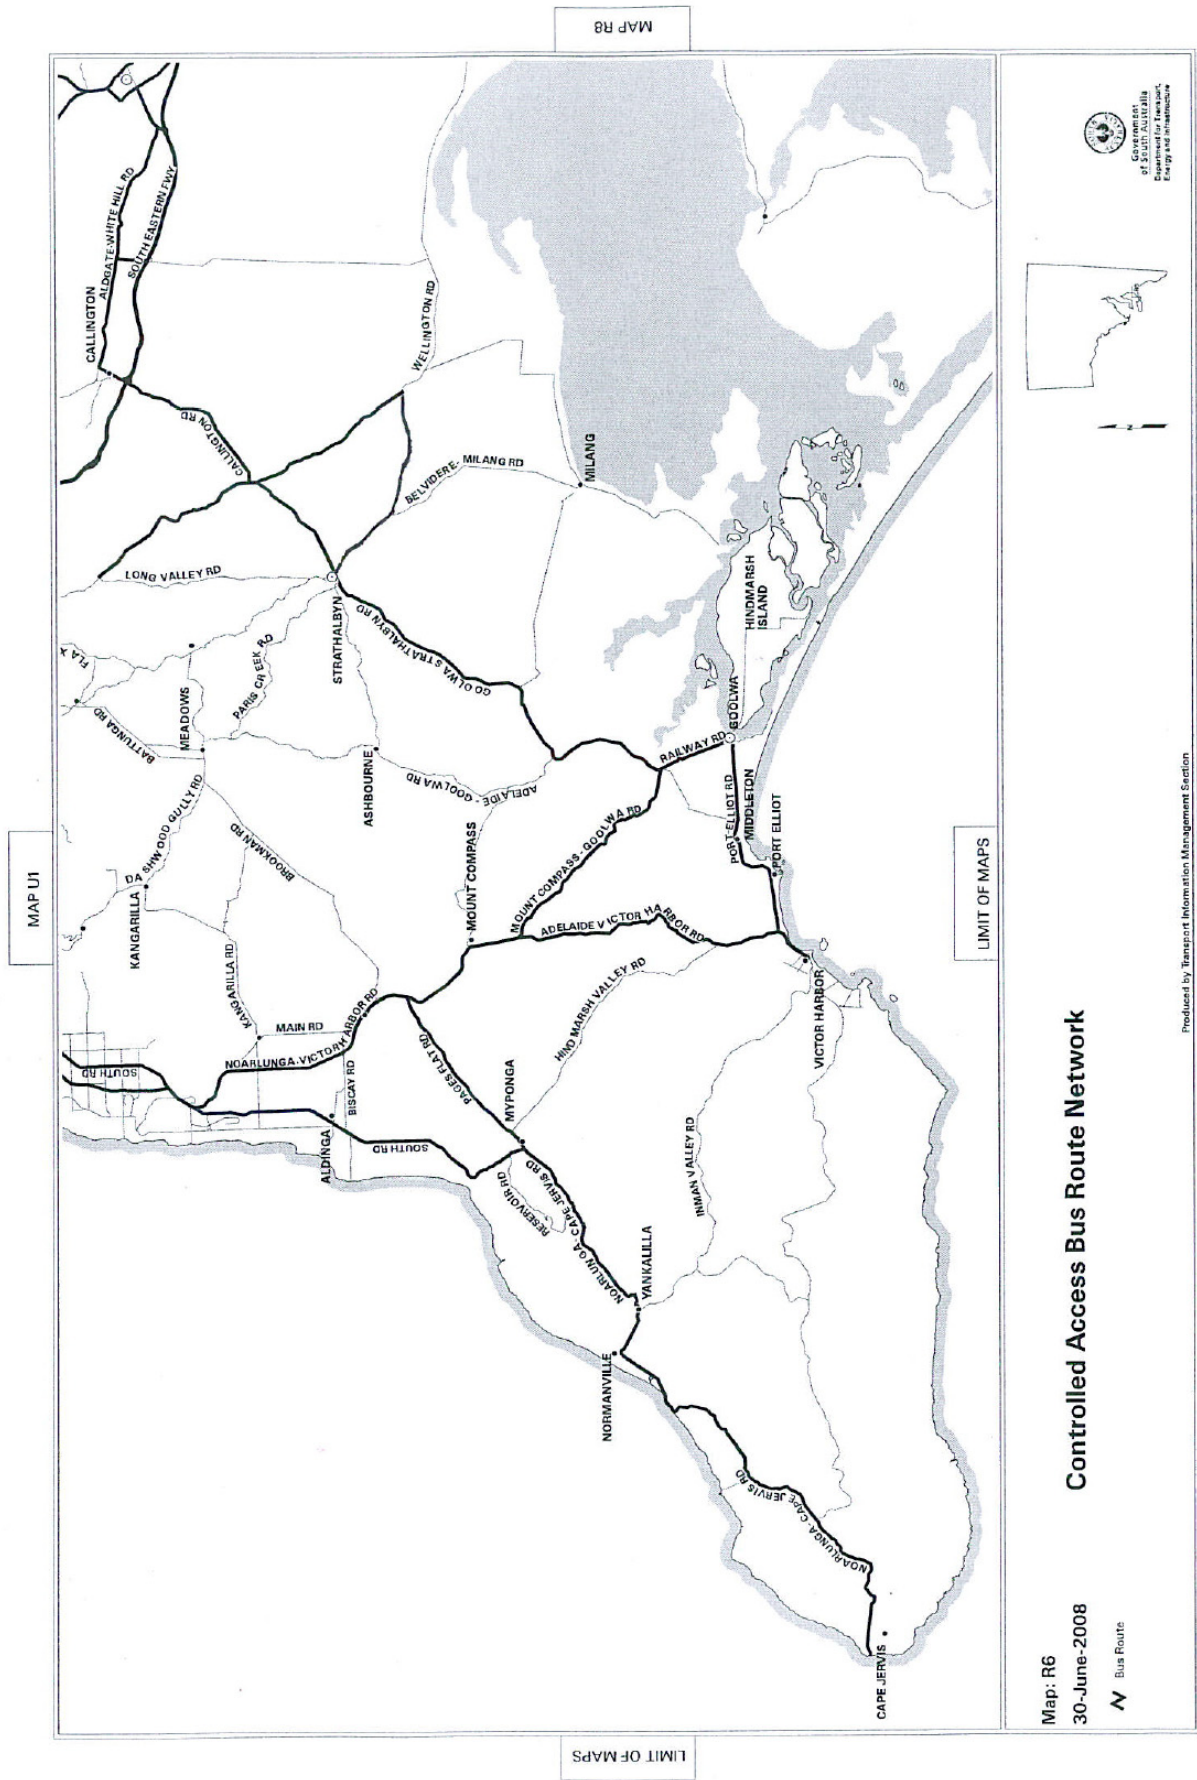 MAP R8
MAP U1
LIMIT OF MAPS
LIMIT OF MAPS
CALLINGTON
ALDGATE-WHITE HILL RD
SOUTH EASTERN FWY
CALLINGTON RD
WELLINGTON RD
BELVIDERE-MILANG RD
MILANG
LONG VALLEY RD
FLAX
STRATHALBYN
GOOLWA STRATHALBYN RD
PARIS CREEK RD
BATTUNGA RD
MEADOWS
ASHBOURNE
ADELAIDE - GOOLWA RD
HINDMARSH
ISLAND
GOOLWA
RAILWAY RD
PORT-ELLIOT RD
MIDDLETON
PORT ELLIOT
DASHWOOD GULLY RD
KANGARILLA
BROOKMAN RD
KANGARILLA RD
MOUNT COMPASS
MOUNT COMPASS - GOOLWA RD
ADELAIDE VICTOR HARBOR RD
HINDMARSH VALLEY RD
VICTOR HARBOR
MAIN RD
NOARLUNGA-VICTOR HARBOR RD
SOUTH RD
BISCAY RD
ALDINGA
SOUTH RD
PAGES FLAT RD
MYPONGA
RESERVOIR RD
NOARLUNGA - CAPE JERVIS RD
INMAN VALLEY RD
YANKALILLA
NORMANVILLE
NOARLUNGA-CAPE JERVIS RD
CAPE JERVIS
Map: R6
30-June-2008
Bus Route
Controlled Access Bus Route Network
N
Government
of South Australia
Department for Transport,
Energy and Infrastructure
Produced by Transport Information Management Section